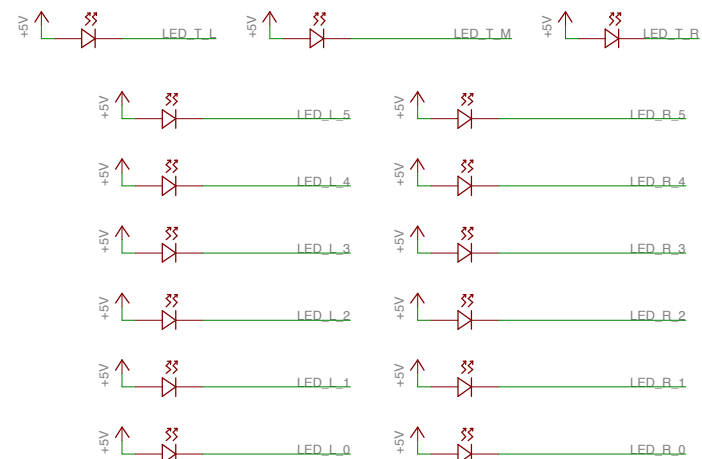 +5V LED_T_L +5V LED_T_M +5V LED_T_R
+5V LED_L_5 +5V LED_R_5
+5V LED_L_4 +5V LED_R_4
+5V LED_L_3 +5V LED_R_3
+5V LED_L_2 +5V LED_R_2
+5V LED_L_1 +5V LED_R_1
+5V LED_L_0 +5V LED_R_0